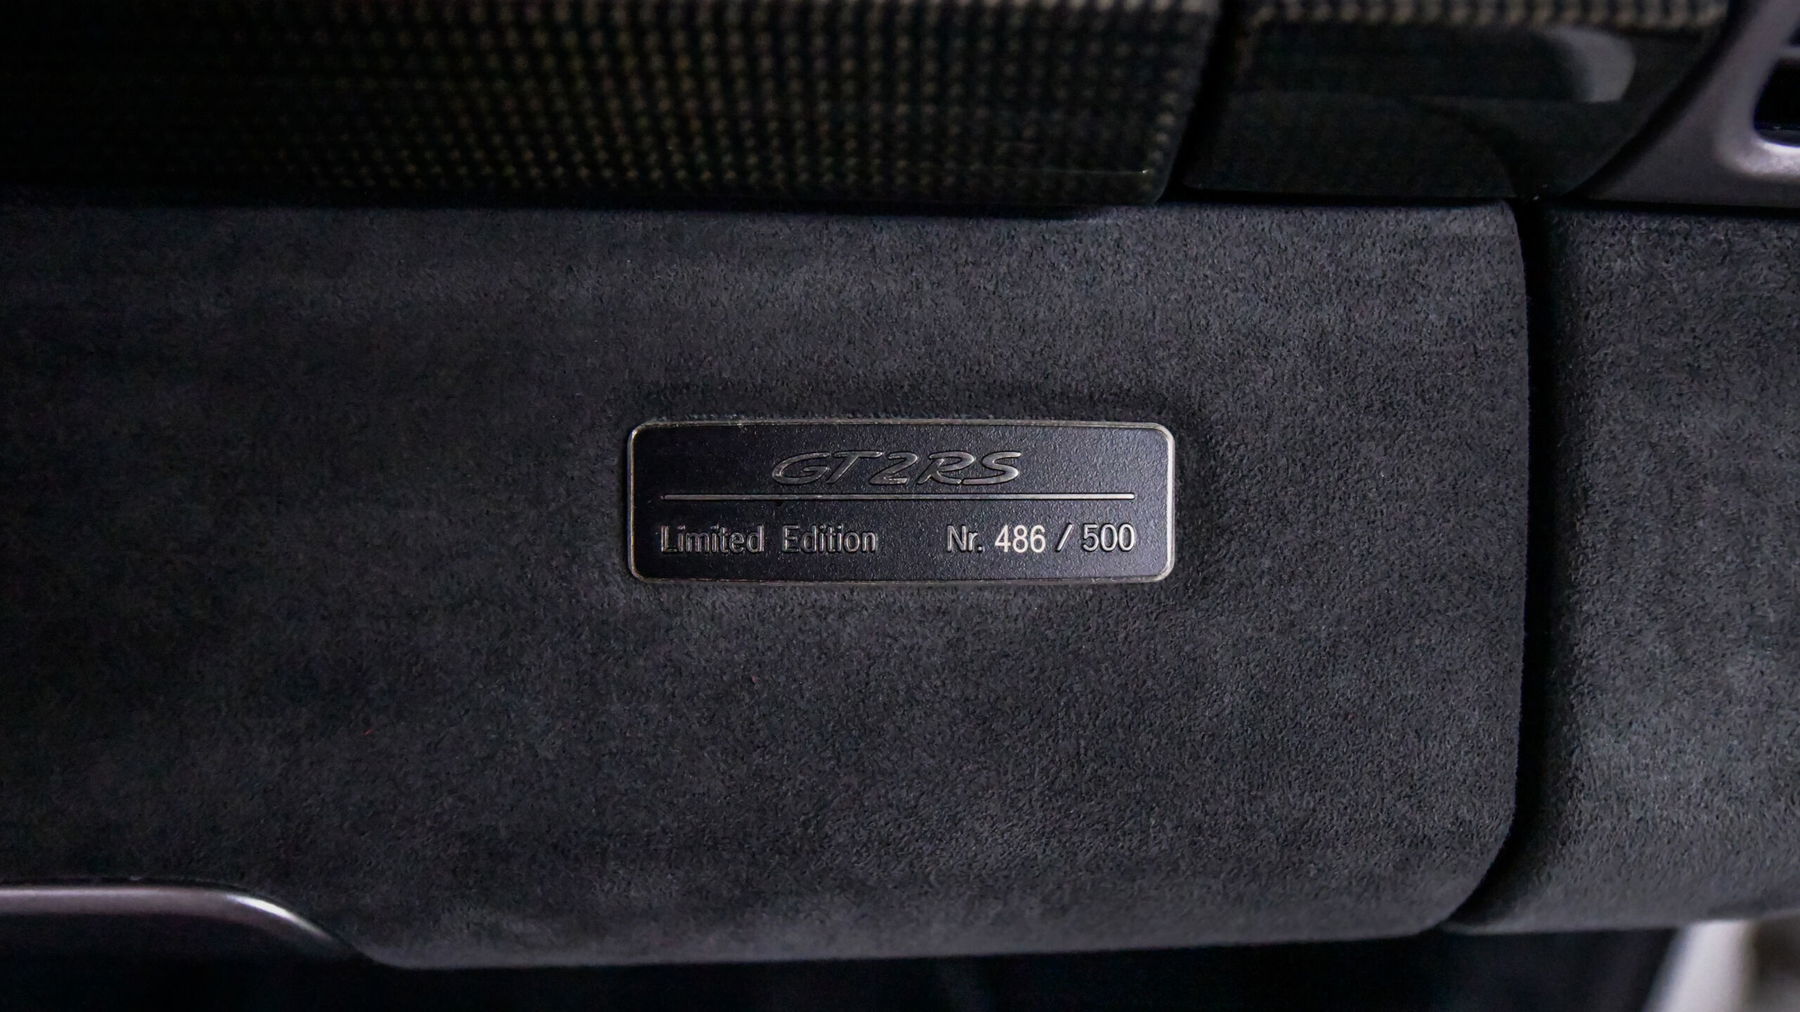 GT2RS
Limited Edition Nr. 486 / 500